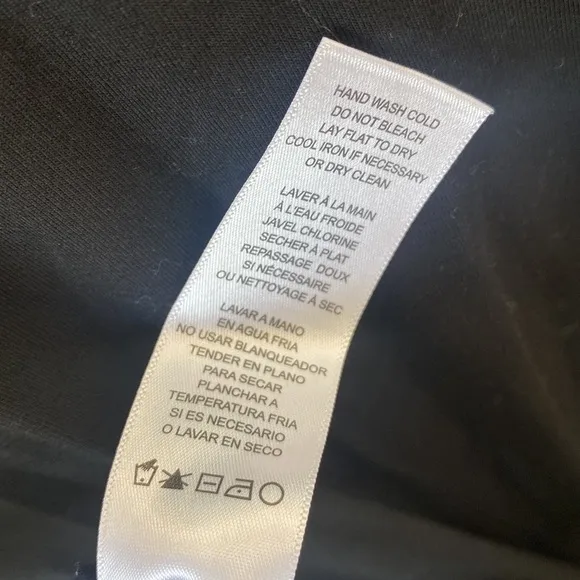 HAND WASH COLD
DO NOT BLEACH
LAY FLAT TO DRY
COOL IRON IF NECESSARY
OR DRY CLEAN
LAVER À LA MAIN
À L'EAU FROIDE
JAVEL CHLORINE
SECHER À PLAT
REPASSAGE DOUX
SI NÉCESSAIRE
OU NETTOYAGE À SEC
LAVAR A MANO
EN AGUA FRIA
NO USAR BLANQUEADOR
TENDER EN PLANO
PARA SECAR
PLANCHAR A
TEMPERATURA FRIA
SI ES NECESARIO
O LAVAR EN SECO